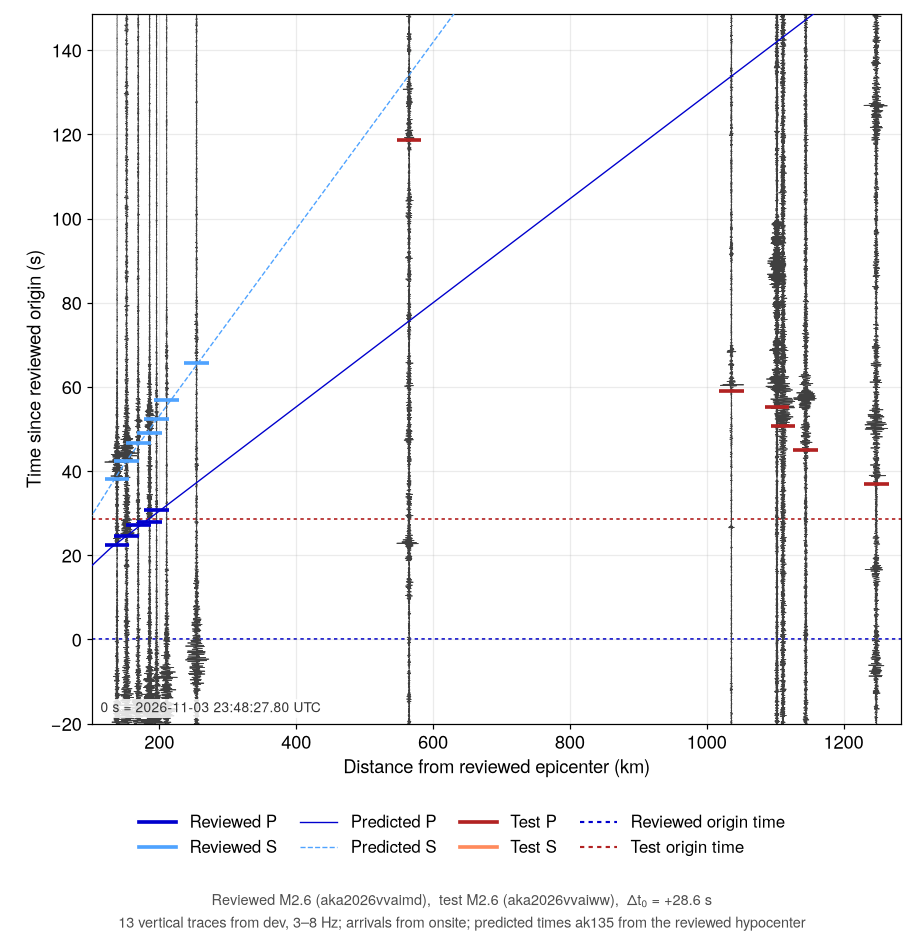 140
120
100
80
60
40
20
0
−20
Time since reviewed origin (s)
0 s = 2026-11-03 23:48:27.80 UTC
200 400 600 800 1000 1200
Distance from reviewed epicenter (km)
Reviewed P Predicted P Test P Reviewed origin time
Reviewed S Predicted S Test S Test origin time
Reviewed M2.6 (aka2026vvaimd), test M2.6 (aka2026vvaiww), Δt₀ = +28.6 s
13 vertical traces from dev, 3–8 Hz; arrivals from onsite; predicted times ak135 from the reviewed hypocenter